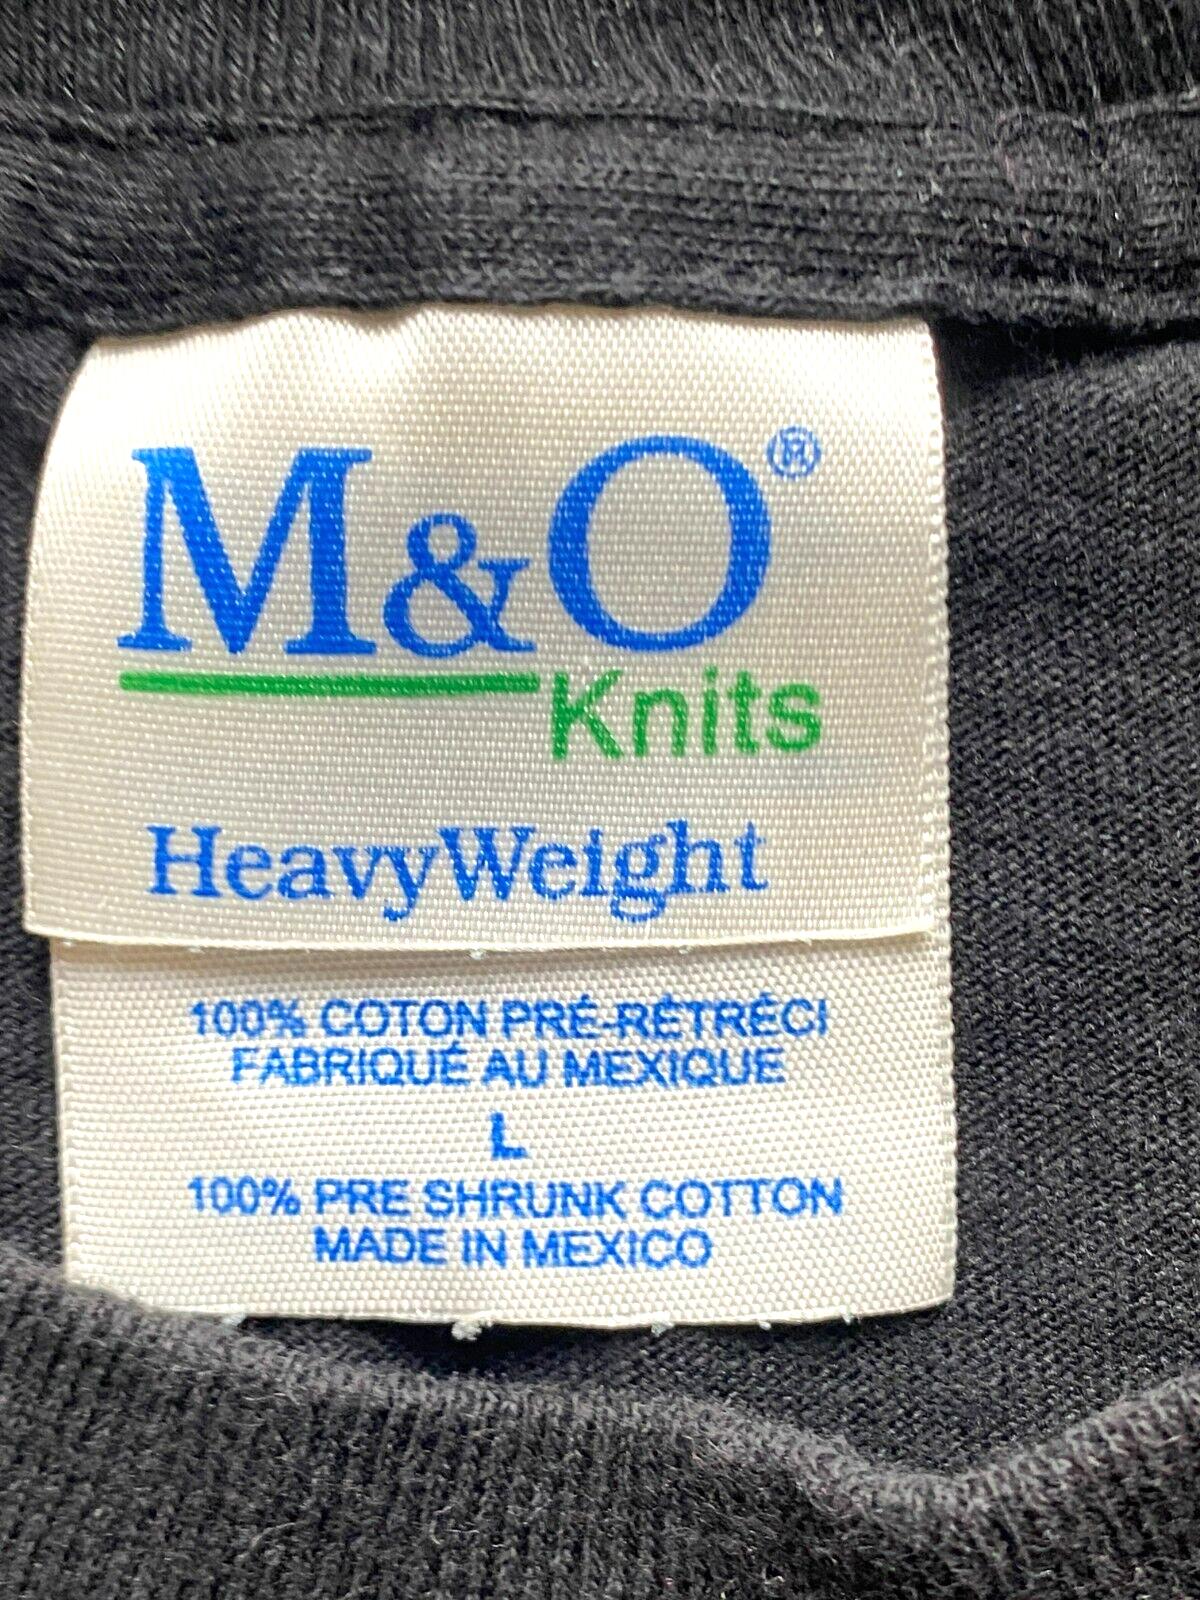 M&O®
Knits
HeavyWeight
100% COTON PRÉ-RÉTRÉCI
FABRIQUÉ AU MEXIQUE
L
100% PRE SHRUNK COTTON
MADE IN MEXICO